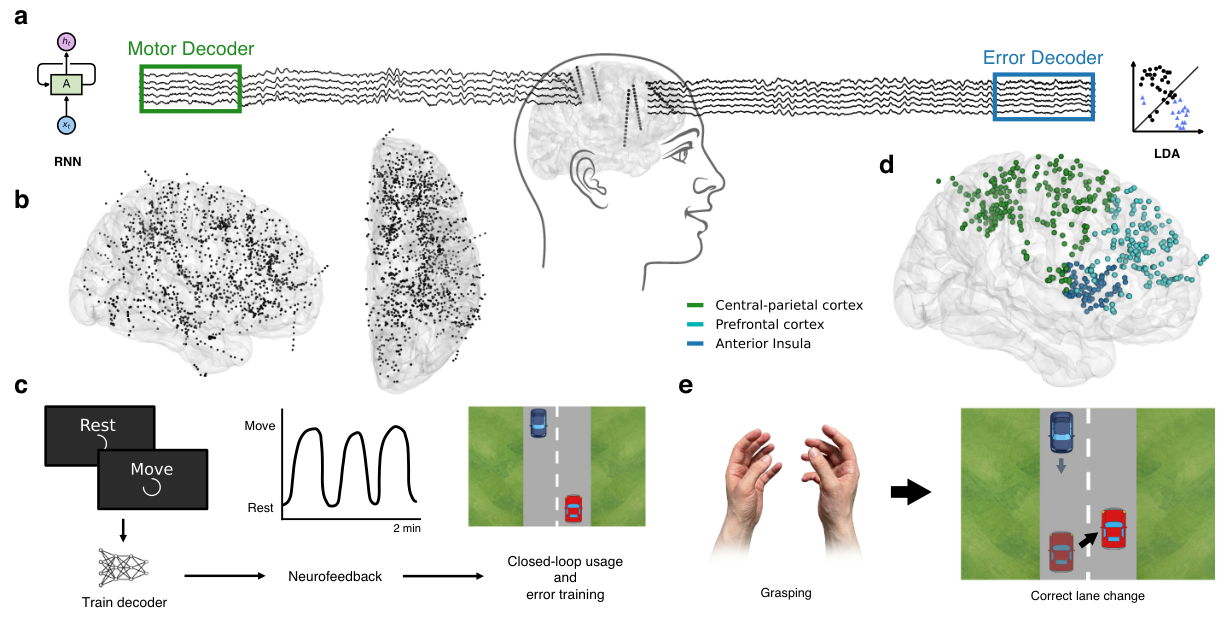 a
Motor Decoder
Error Decoder
hₜ
A
xₜ
RNN
LDA
b
d
Central-parietal cortex
Prefrontal cortex
Anterior Insula
c
Rest
Move
Train decoder
Move
Rest
2 min
Neurofeedback
Closed-loop usage
and
error training
e
Grasping
Correct lane change